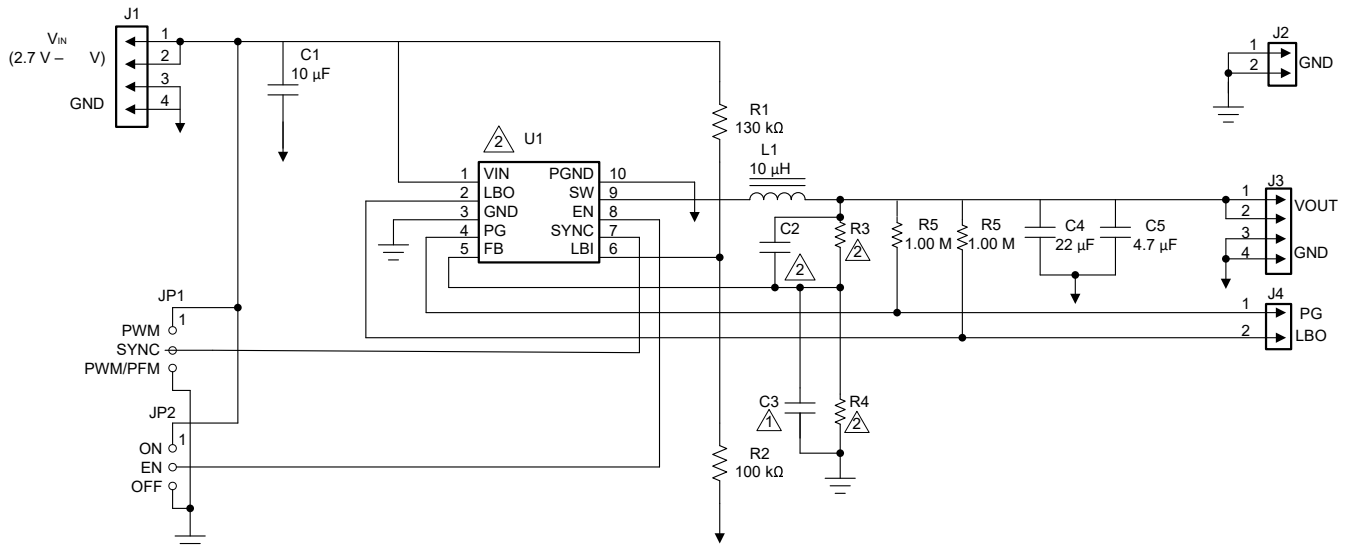 J1
VIN
(2.7 V – V)
1
2
3
4
GND
C1
10 µF
J2
1
2
GND
R1
130 kΩ
2
U1
L1
10 µH
1 VIN PGND 10
2 LBO SW 9
3 GND EN 8
4 PG SYNC 7
5 FB LBI 6
C2
2
R3
2
R5
1.00 M
R5
1.00 M
C4
22 µF
C5
4.7 µF
J3
1
2
3
4
VOUT
GND
J4
1 PG
2 LBO
JP1
1
PWM
SYNC
PWM/PFM
JP2
1
ON
EN
OFF
C3
1
R4
2
R2
100 kΩ